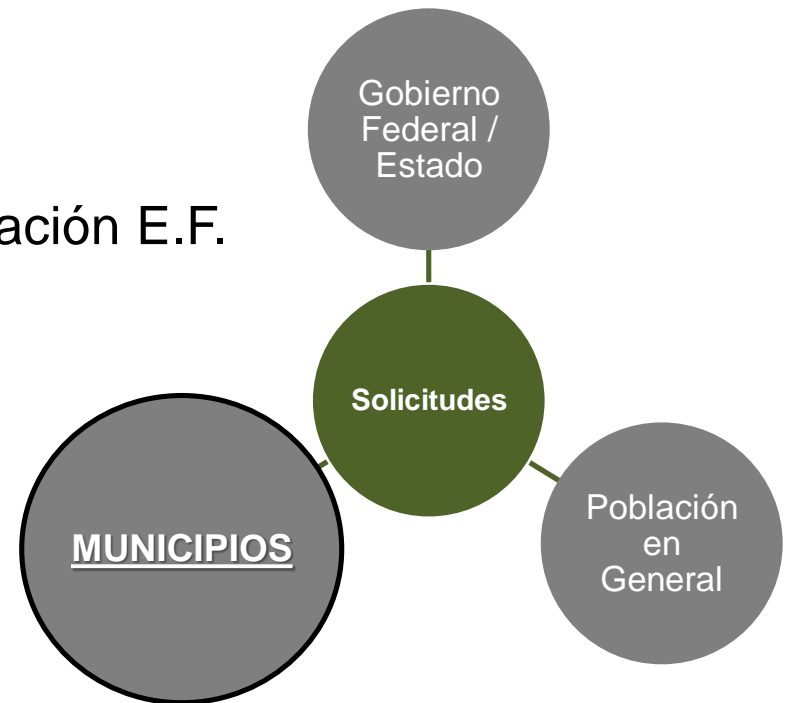 Gobierno
Federal /
Estado
ación E.F.
Solicitudes
MUNICIPIOS
Población
en
General